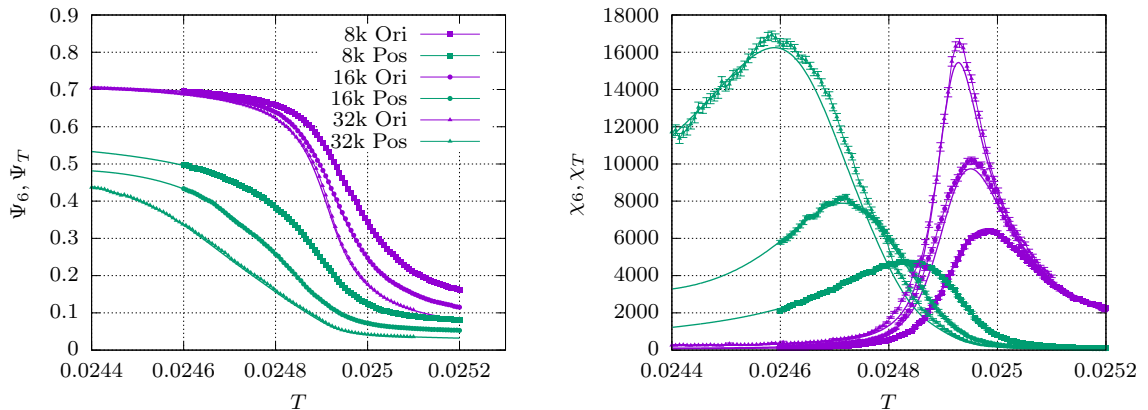 0.9
0.8
0.7
0.6
0.5
0.4
0.3
0.2
0.1
0
Ψ6, ΨT
0.0244 0.0246 0.0248 0.025 0.0252
T
8k Ori
8k Pos
16k Ori
16k Pos
32k Ori
32k Pos
18000
16000
14000
12000
10000
8000
6000
4000
2000
0
χ6, χT
0.0244 0.0246 0.0248 0.025 0.0252
T